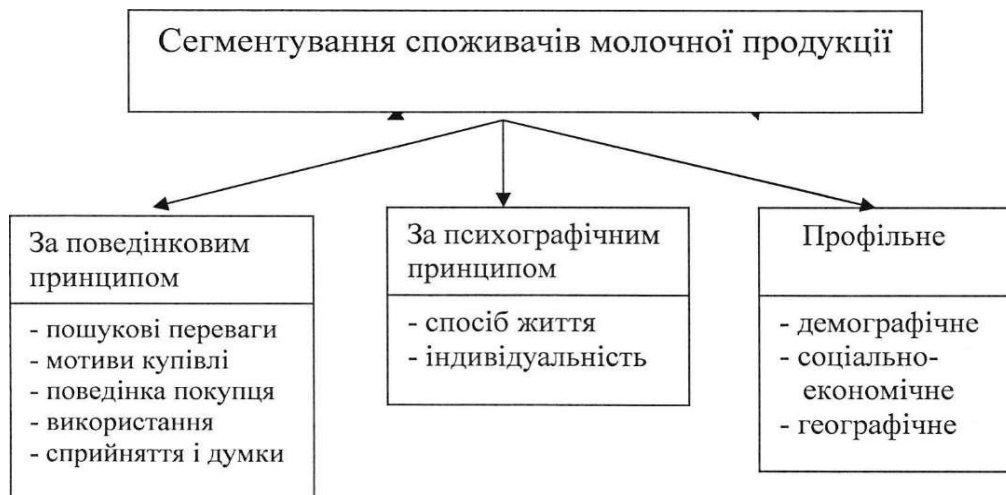 Сегментування споживачів молочної продукції
За поведінковим
принципом
- пошукові переваги
- мотиви купівлі
- поведінка покупця
- використання
- сприйняття і думки
За психографічним
принципом
- спосіб життя
- індивідуальність
Профільне
- демографічне
- соціально-
економічне
- географічне